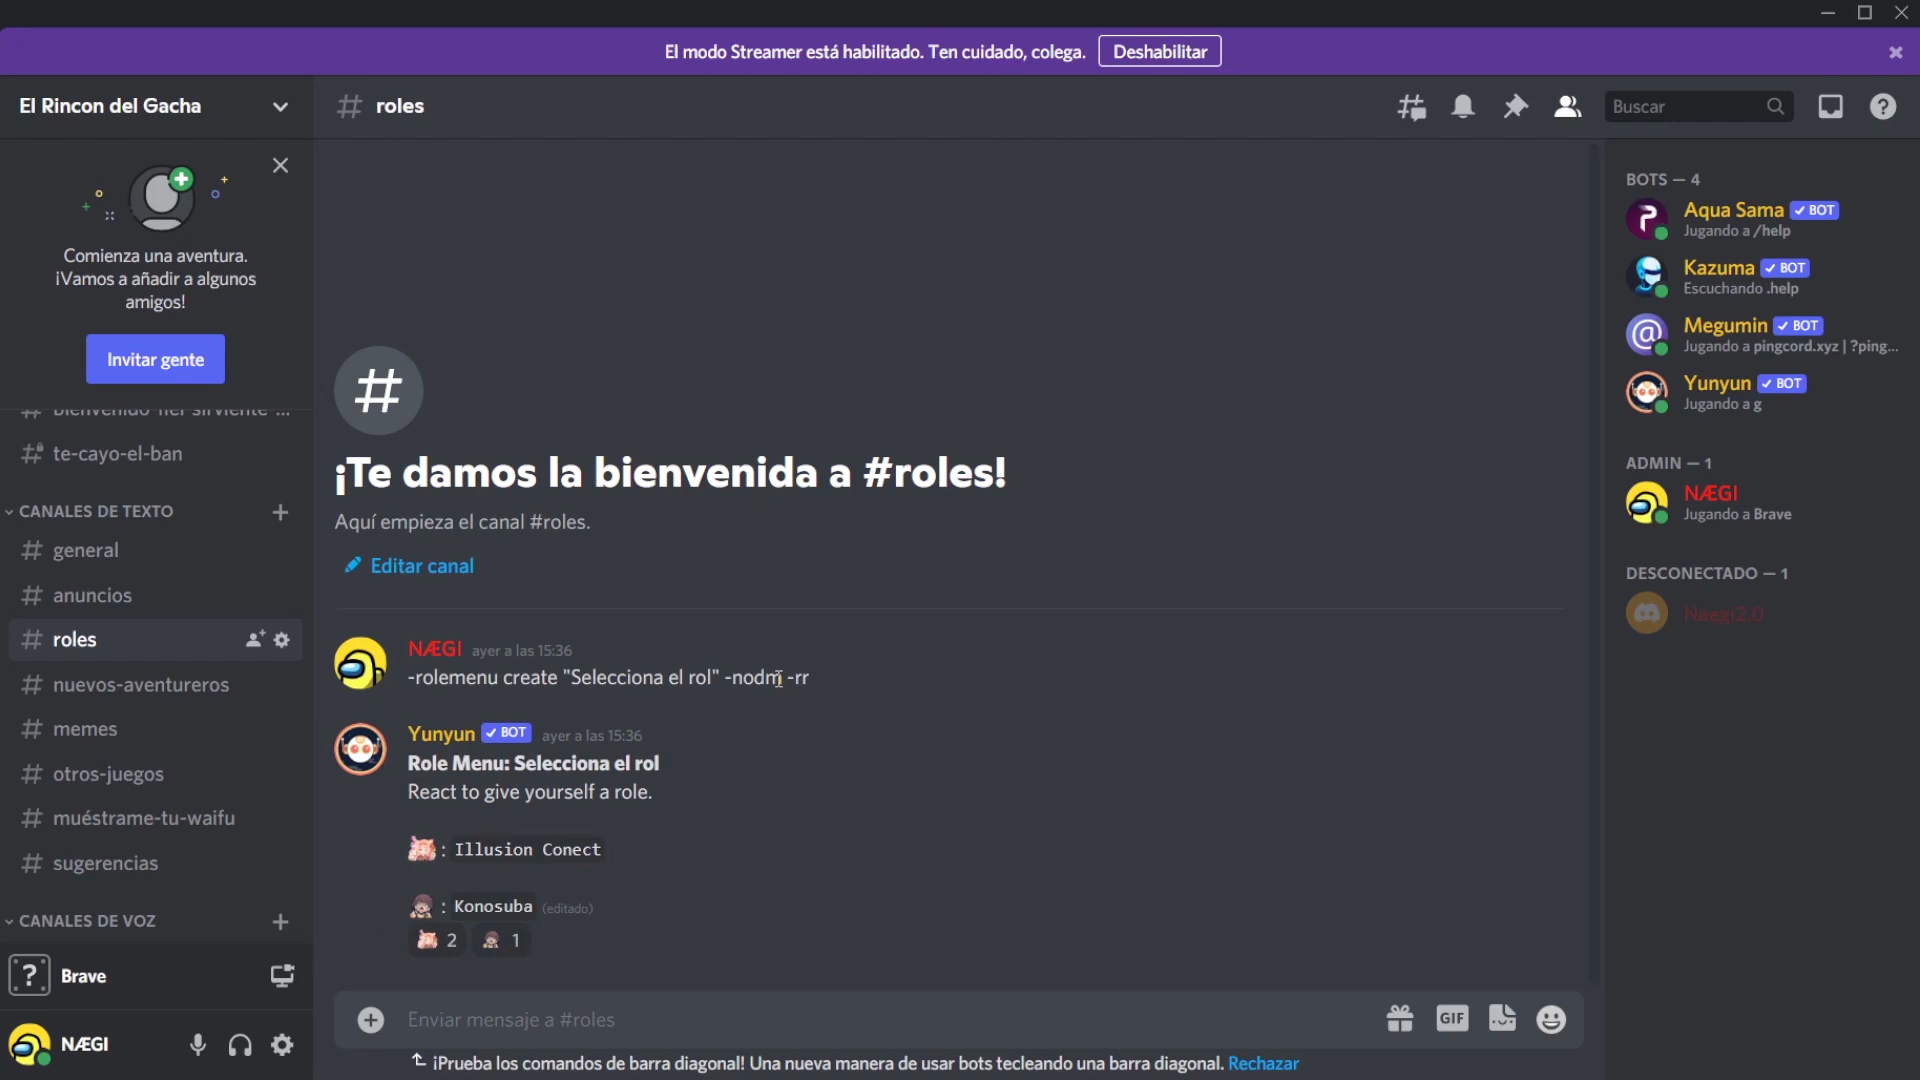 El modo Streamer está habilitado. Ten cuidado, colega. Deshabilitar
El Rincon del Gacha
roles
Buscar
Comienza una aventura.
¡Vamos a añadir a algunos
amigos!
Invitar gente
te-cayo-el-ban
CANALES DE TEXTO
general
anuncios
roles
nuevos-aventureros
memes
otros-juegos
muéstrame-tu-waifu
sugerencias
CANALES DE VOZ
Brave
NÆGI
¡Te damos la bienvenida a #roles!
Aquí empieza el canal #roles.
Editar canal
NÆGI ayer a las 15:36
-rolemenu create "Selecciona el rol" -nodm -rr
Yunyun BOT ayer a las 15:36
Role Menu: Selecciona el rol
React to give yourself a role.
: Illusion Conect
: Konosuba (editado)
2 1
Enviar mensaje a #roles
GIF
¡Prueba los comandos de barra diagonal! Una nueva manera de usar bots tecleando una barra diagonal. Rechazar
BOTS — 4
Aqua Sama BOT
Jugando a /help
Kazuma BOT
Escuchando .help
Megumin BOT
Jugando a pingcord.xyz | ?ping...
Yunyun BOT
Jugando a g
ADMIN — 1
NÆGI
Jugando a Brave
DESCONECTADO — 1
Naegi2.0